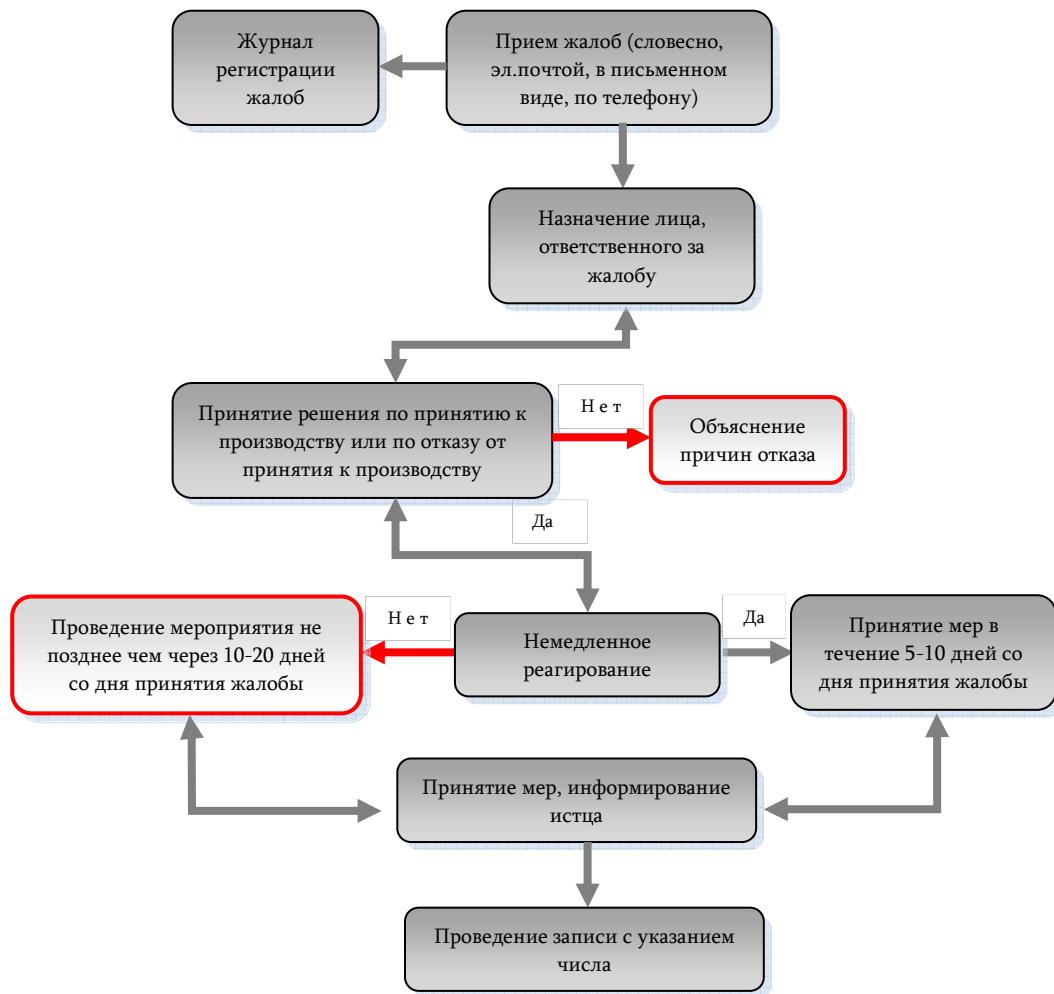 Журнал
регистрации
жалоб
Прием жалоб (словесно,
эл.почтой, в письменном
виде, по телефону)
Назначение лица,
ответственного за
жалобу
Принятие решения по принятию к
производству или по отказу от
принятия к производству
Н е т
Объяснение
причин отказа
Да
Проведение мероприятия не
позднее чем через 10-20 дней
со дня принятия жалобы
Н е т
Немедленное
реагирование
Да
Принятие мер в
течение 5-10 дней со
дня принятия жалобы
Принятие мер, информирование
истца
Проведение записи с указанием
числа